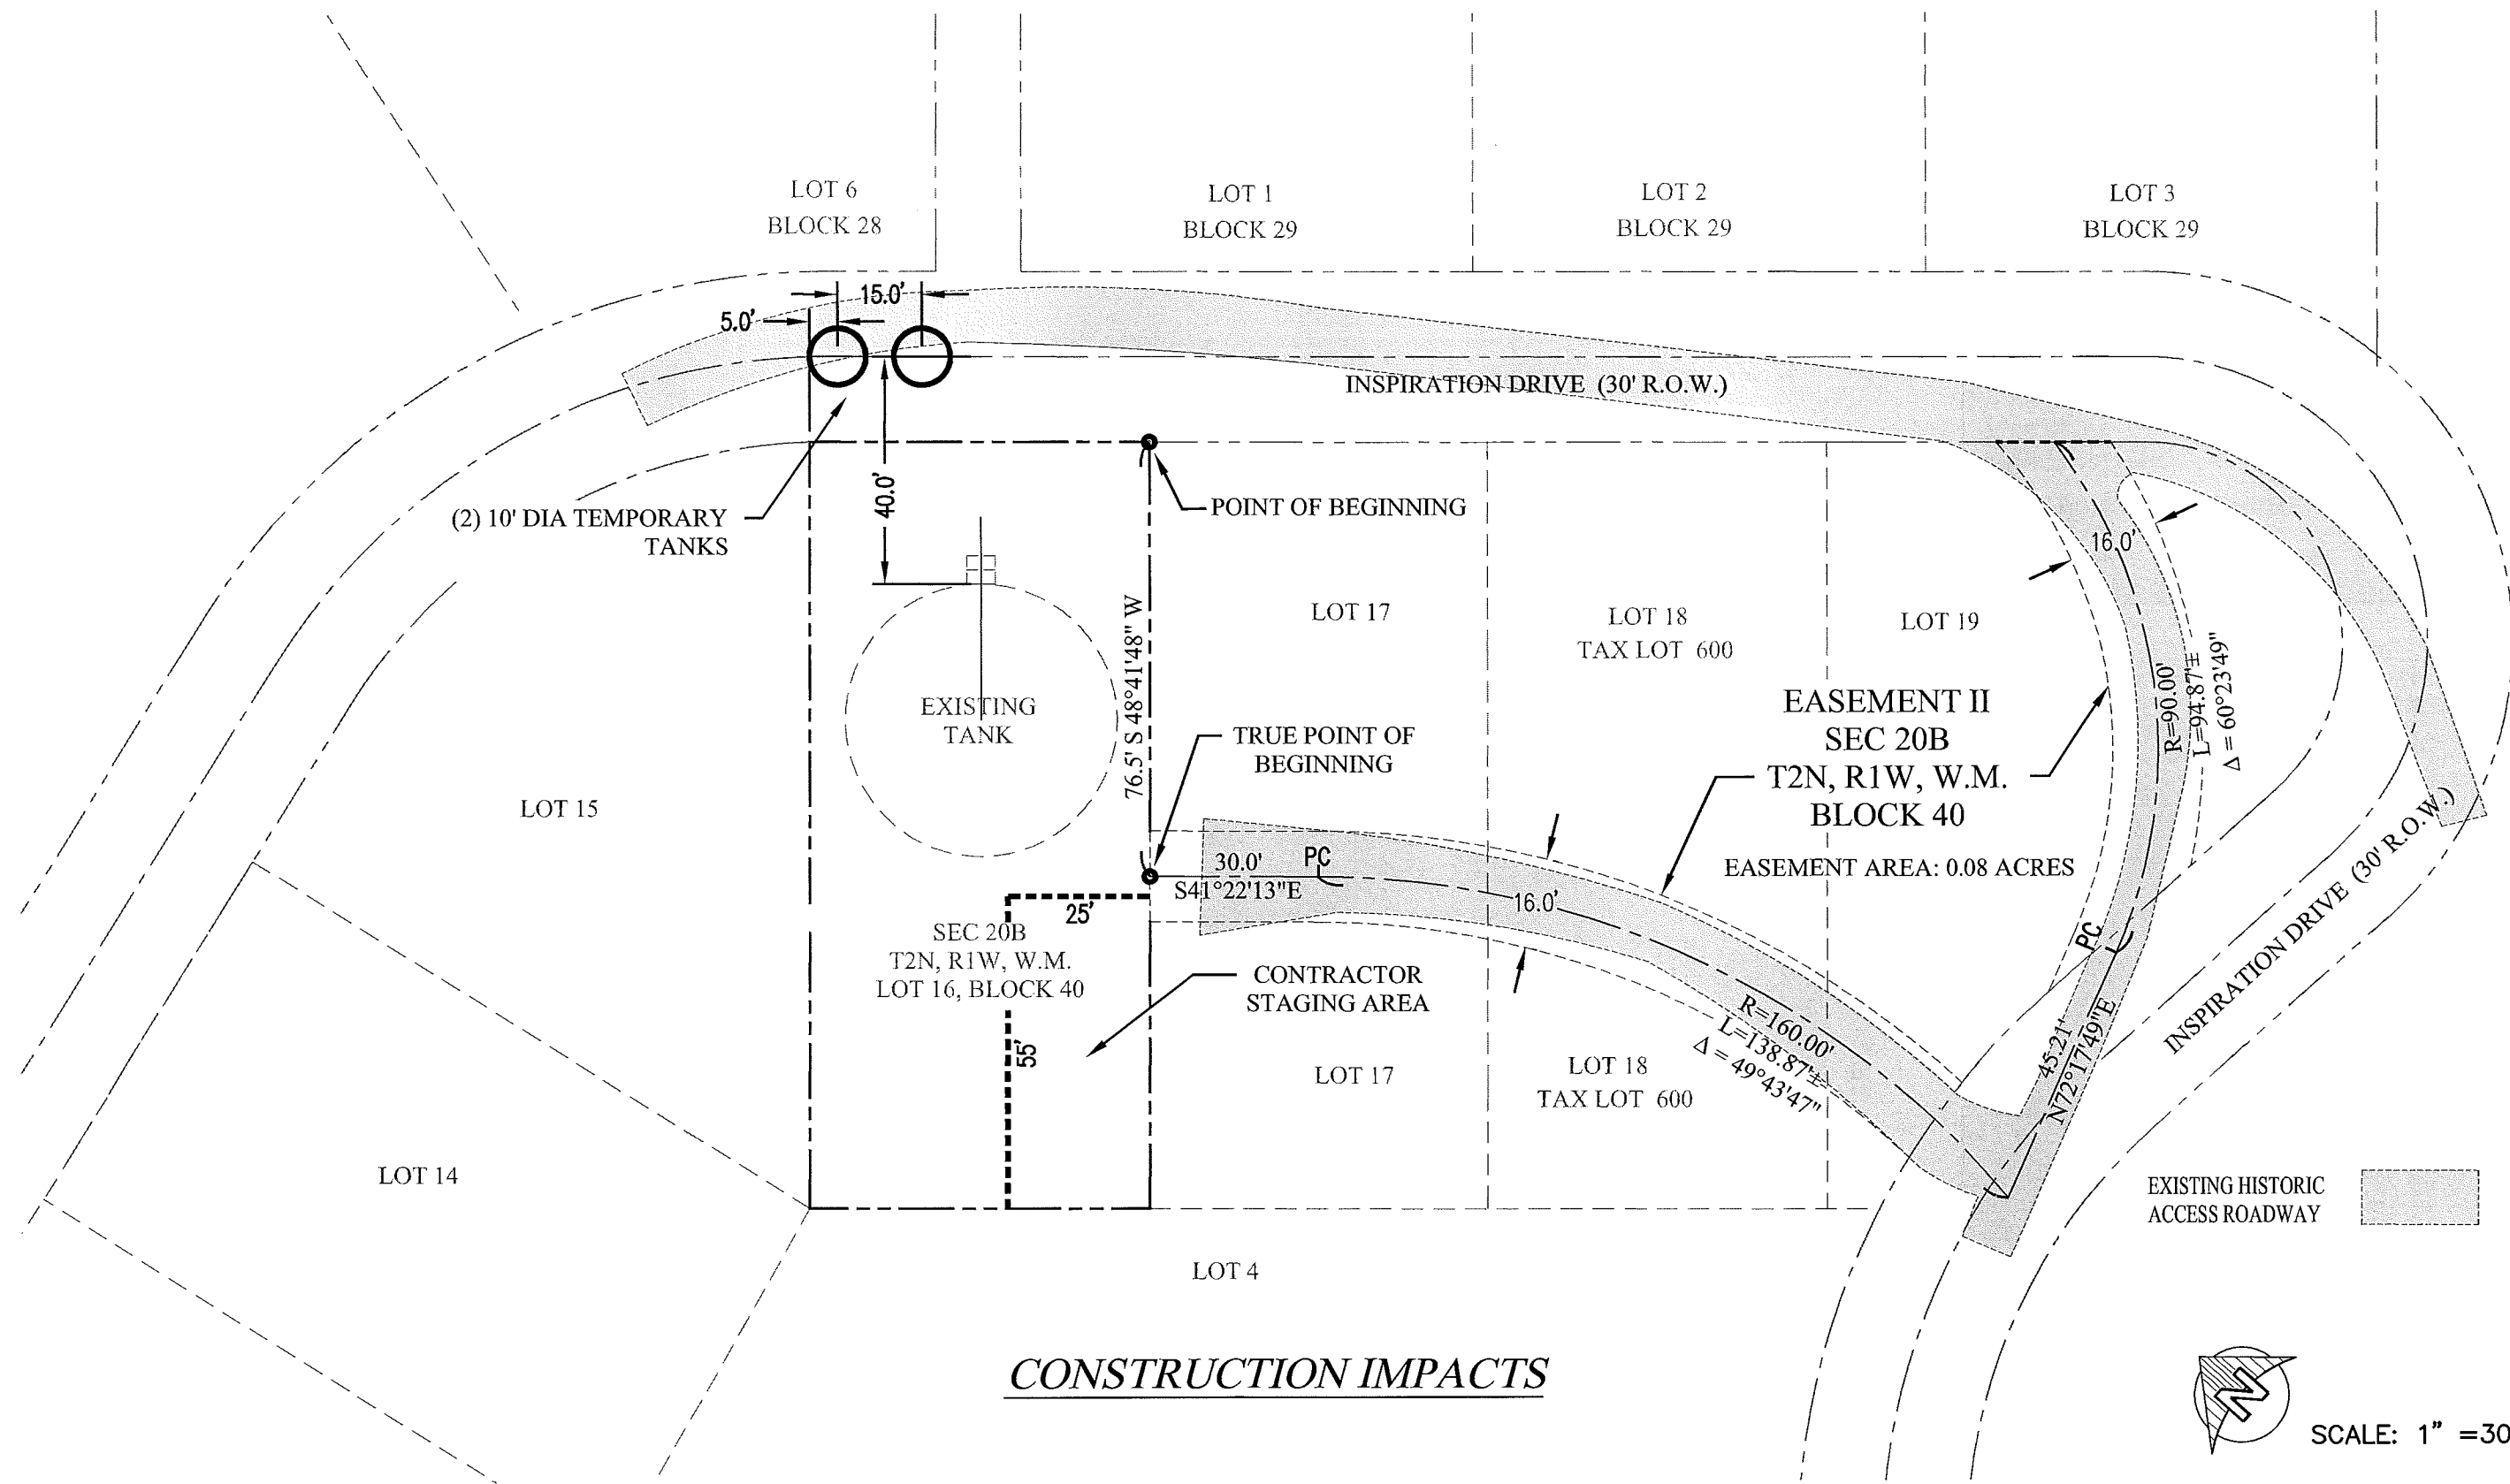 LOT 6
BLOCK 28
LOT 1
BLOCK 29
LOT 2
BLOCK 29
LOT 3
BLOCK 29
15.0'
5.0'
INSPIRATION DRIVE (30' R.O.W.)
40.0'
(2) 10' DIA TEMPORARY
TANKS
POINT OF BEGINNING
16.0'
76.5' S 48°41'48" W
LOT 17
LOT 18
TAX LOT 600
LOT 19
EXISTING
TANK
TRUE POINT OF
BEGINNING
EASEMENT II
SEC 20B
T2N, R1W, W.M.
BLOCK 40
EASEMENT AREA: 0.08 ACRES
R=90.00'
L=94.87'±
Δ = 60°23'49"
LOT 15
30.0'
PC
S41°22'13"E
16.0'
25'
SEC 20B
T2N, R1W, W.M.
LOT 16, BLOCK 40
CONTRACTOR
STAGING AREA
55'
PC
INSPIRATION DRIVE (30' R.O.W.)
R=160.00'
L=138.87'±
Δ = 49°43'47"
45.21'
N72°17'49"E
LOT 17
LOT 18
TAX LOT 600
LOT 14
EXISTING HISTORIC
ACCESS ROADWAY
LOT 4
CONSTRUCTION IMPACTS
N
SCALE: 1" =30